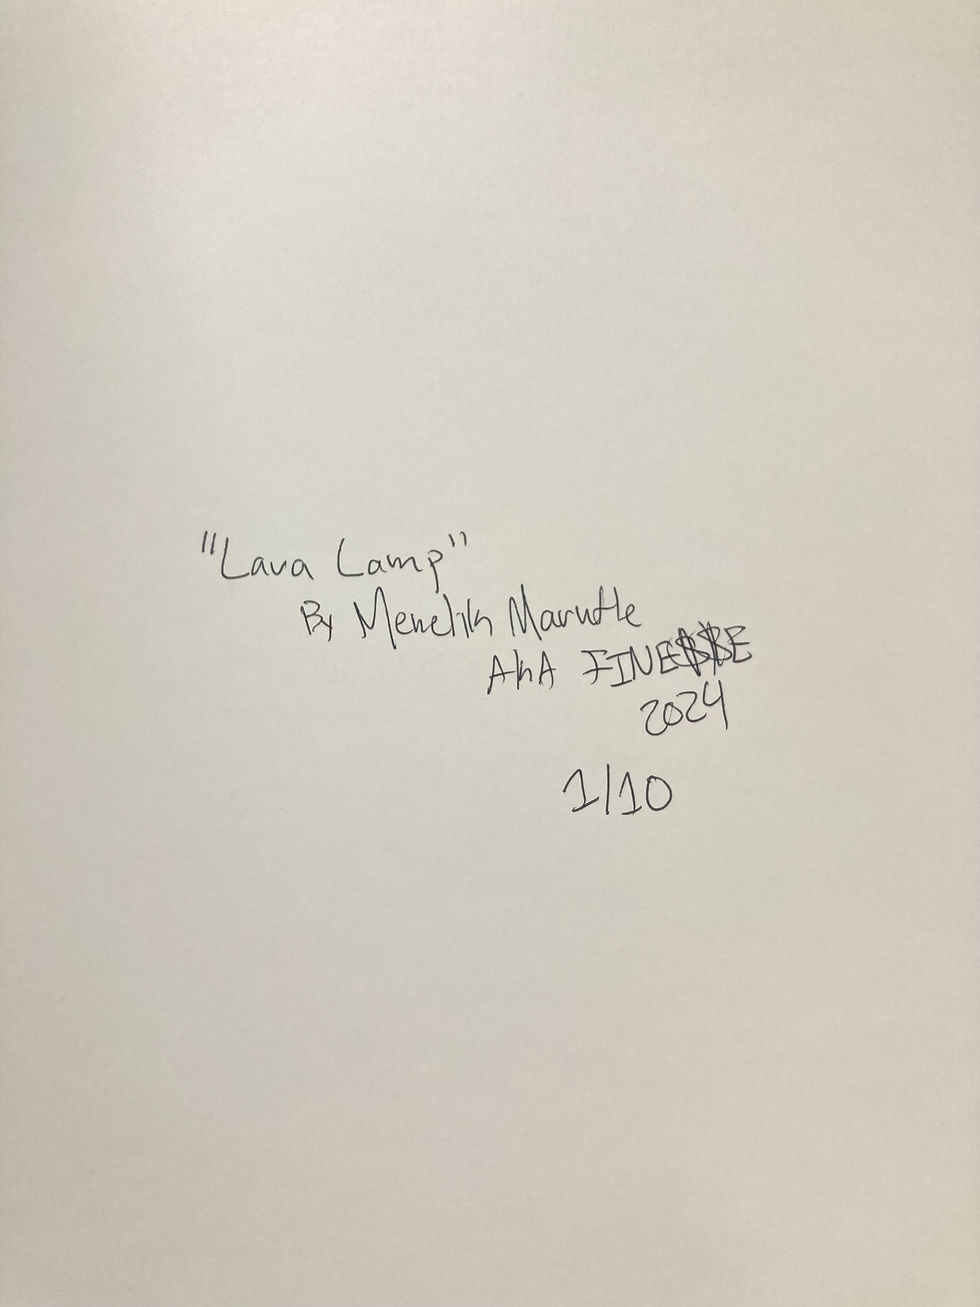 "Lava Lamp"
By Menelik Marutle
AkA FINE$$E
2024
1/10